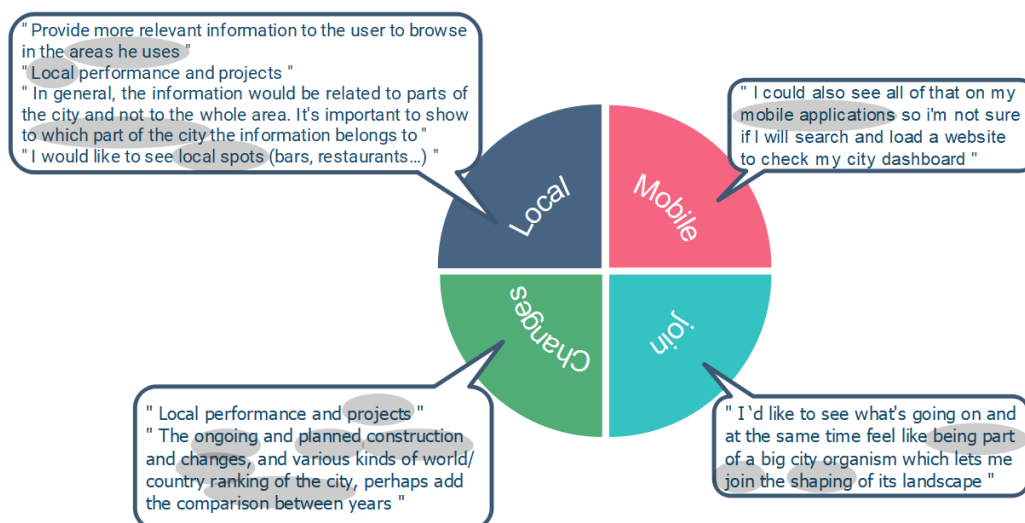 " Provide more relevant information to the user to browse
in the areas he uses "
" Local performance and projects "
" In general, the information would be related to parts of
the city and not to the whole area. It's important to show
to which part of the city the information belongs to "
" I would like to see local spots (bars, restaurants...) "
" I could also see all of that on my
mobile applications so i'm not sure
if I will search and load a website
to check my city dashboard "
Local
Mobile
Changes
join
" Local performance and projects "
" The ongoing and planned construction
and changes, and various kinds of world/
country ranking of the city, perhaps add
the comparison between years "
" I`d like to see what's going on and
at the same time feel like being part
of a big city organism which lets me
join the shaping of its landscape "